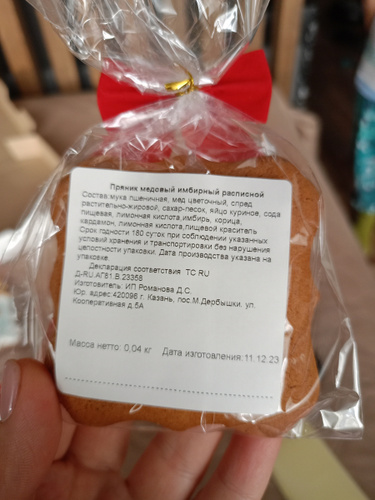 Пряник медовый имбирный расписной
Состав:мука пшеничная, мед цветочный, спред
растительно-жировой, сахар-песок, яйцо куриное, сода
пищевая, лимонная кислота,имбирь, корица,
кардамон, лимонная кислота,пищевой краситель
Срок годности 180 суток при соблюдении указанных
условий хранения и транспортировки без нарушения
целостности упаковки. Дата производства указана на
упаковке.
Декларация соответствия ТС RU
Д-RU.АГ81.В.23358
Изготовитель: ИП Романова Д.С.
Юр. адрес:420096 г. Казань, пос.М.Дербышки, ул.
Кооперативная д.5А
Масса нетто: 0,04 кг Дата изготовления:11.12.23